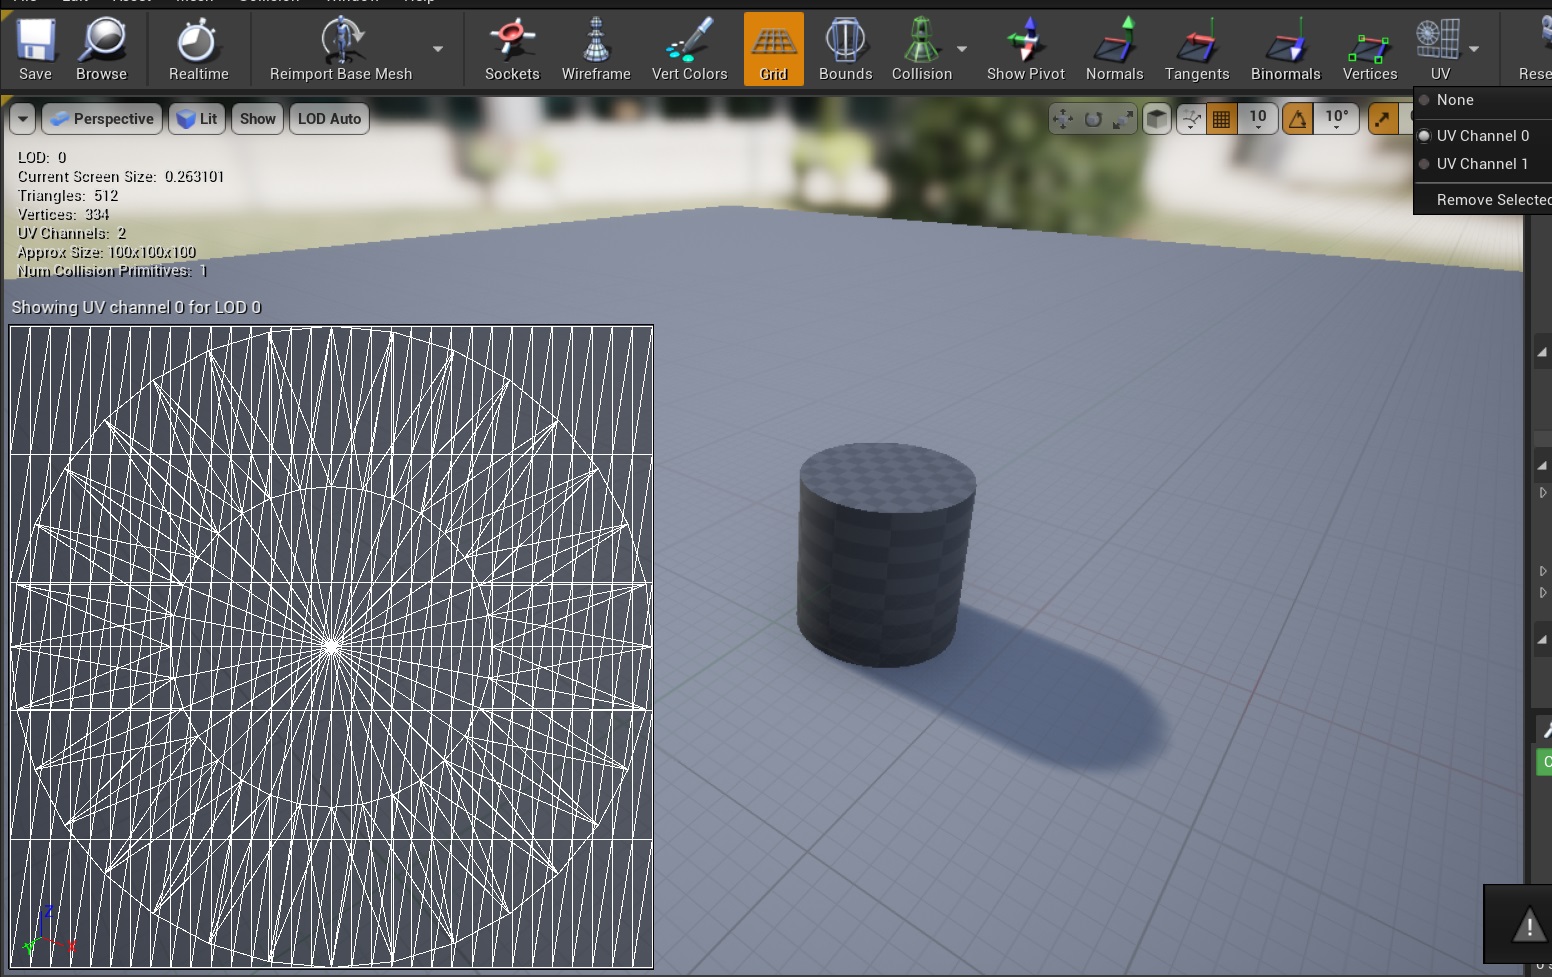 Save Browse Realtime Reimport Base Mesh Sockets Wireframe Vert Colors Grid Bounds Collision Show Pivot Normals Tangents Binormals Vertices UV
None
Perspective Lit Show LOD Auto 10 10°
UV Channel 0
UV Channel 1
Remove Selected
LOD: 0
Current Screen Size: 0.263101
Triangles: 512
Vertices: 334
UV Channels: 2
Approx Size: 100x100x100
Num Collision Primitives: 1
Showing UV channel 0 for LOD 0
Z
Y X